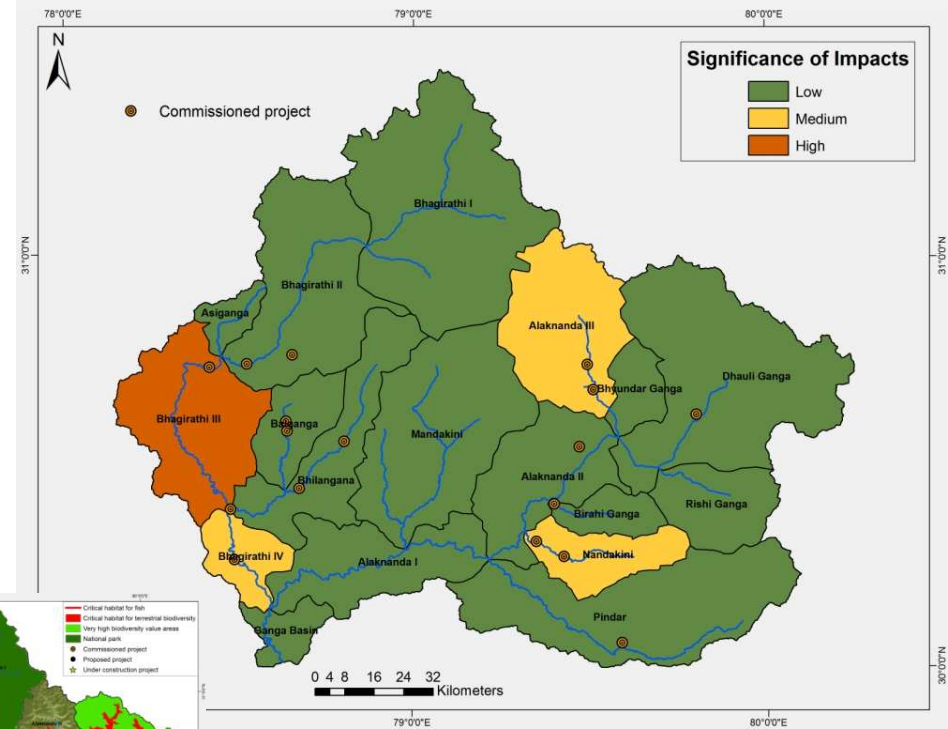 78°0'0"E
79°0'0"E
80°0'0"E
N
Commissioned project
Significance of Impacts
Low
Medium
High
31°0'0"N
31°0'0"N
Bhagirathi I
Bhagirathi II
Asiganga
Alaknanda III
Bhyundar Ganga
Dhauli Ganga
Bhagirathi III
Balganga
Mandakini
Bhilangana
Alaknanda II
Birahi Ganga
Rishi Ganga
Bhagirathi IV
Alaknanda I
Nandakini
Pindar
Ganga Basin
0 4 8 16 24 32
Kilometers
30°0'0"N
79°0'0"E
80°0'0"E
Critical habitat for fish
Critical habitat for terrestrial biodiversity
Very high biodiversity value areas
National park
Commissioned project
Proposed project
Under construction project